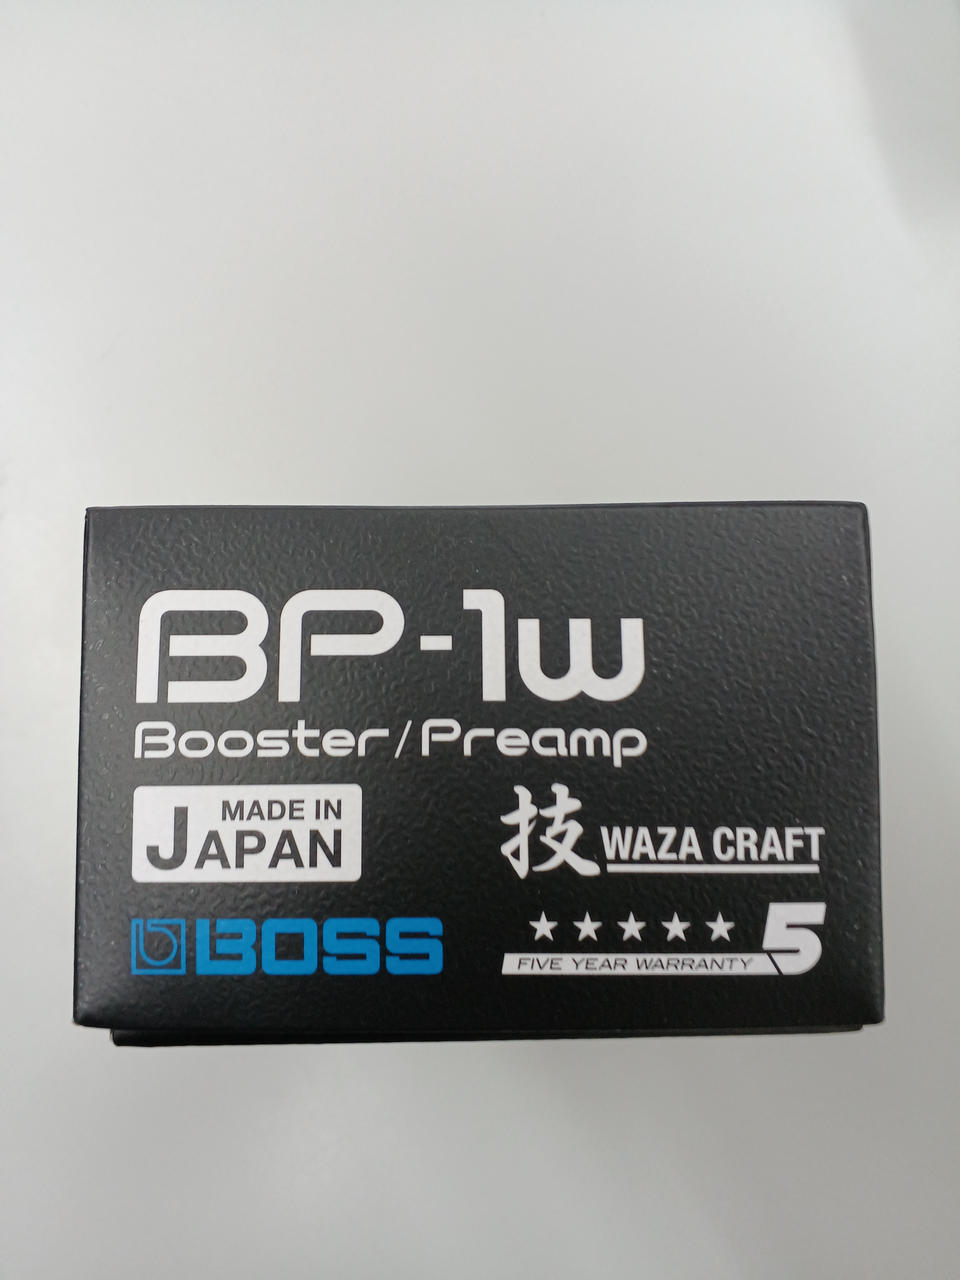 BP-1w
Booster/Preamp
MADE IN
JAPAN
技 WAZA CRAFT
BOSS
5
FIVE YEAR WARRANTY